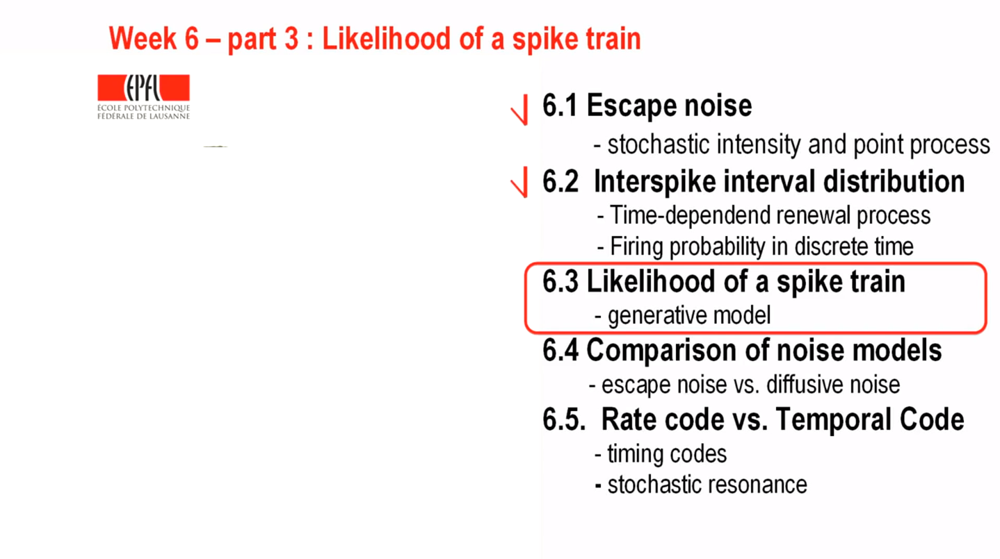 Week 6 – part 3 : Likelihood of a spike train
EPFL
ÉCOLE POLYTECHNIQUE
FÉDÉRALE DE LAUSANNE
6.1 Escape noise
- stochastic intensity and point process
6.2 Interspike interval distribution
- Time-dependend renewal process
- Firing probability in discrete time
6.3 Likelihood of a spike train
- generative model
6.4 Comparison of noise models
- escape noise vs. diffusive noise
6.5. Rate code vs. Temporal Code
- timing codes
- stochastic resonance